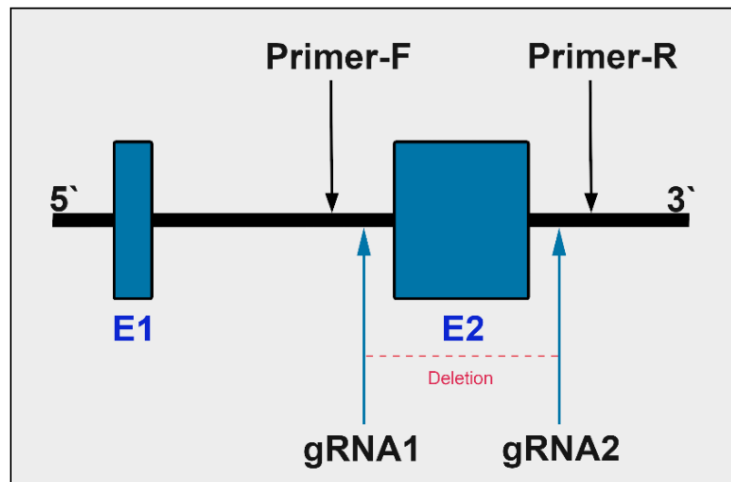 Primer-F Primer-R
5` 3`
E1 E2
Deletion
gRNA1 gRNA2